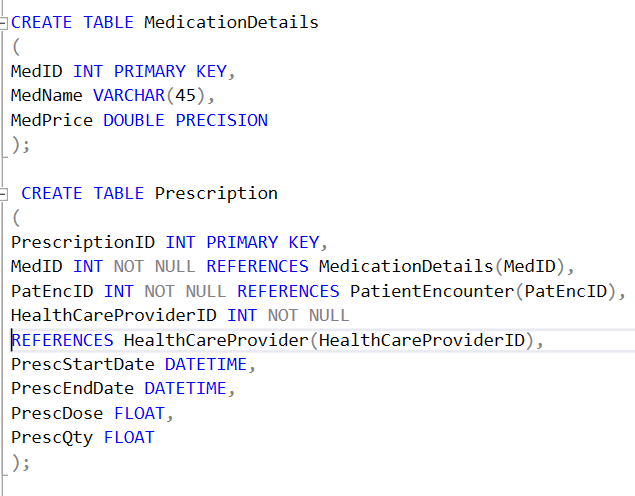 CREATE TABLE MedicationDetails
(
MedID INT PRIMARY KEY,
MedName VARCHAR(45),
MedPrice DOUBLE PRECISION
);
CREATE TABLE Prescription
(
PrescriptionID INT PRIMARY KEY,
MedID INT NOT NULL REFERENCES MedicationDetails(MedID),
PatEncID INT NOT NULL REFERENCES PatientEncounter(PatEncID),
HealthCareProviderID INT NOT NULL
REFERENCES HealthCareProvider(HealthCareProviderID),
PrescStartDate DATETIME,
PrescEndDate DATETIME,
PrescDose FLOAT,
PrescQty FLOAT
);